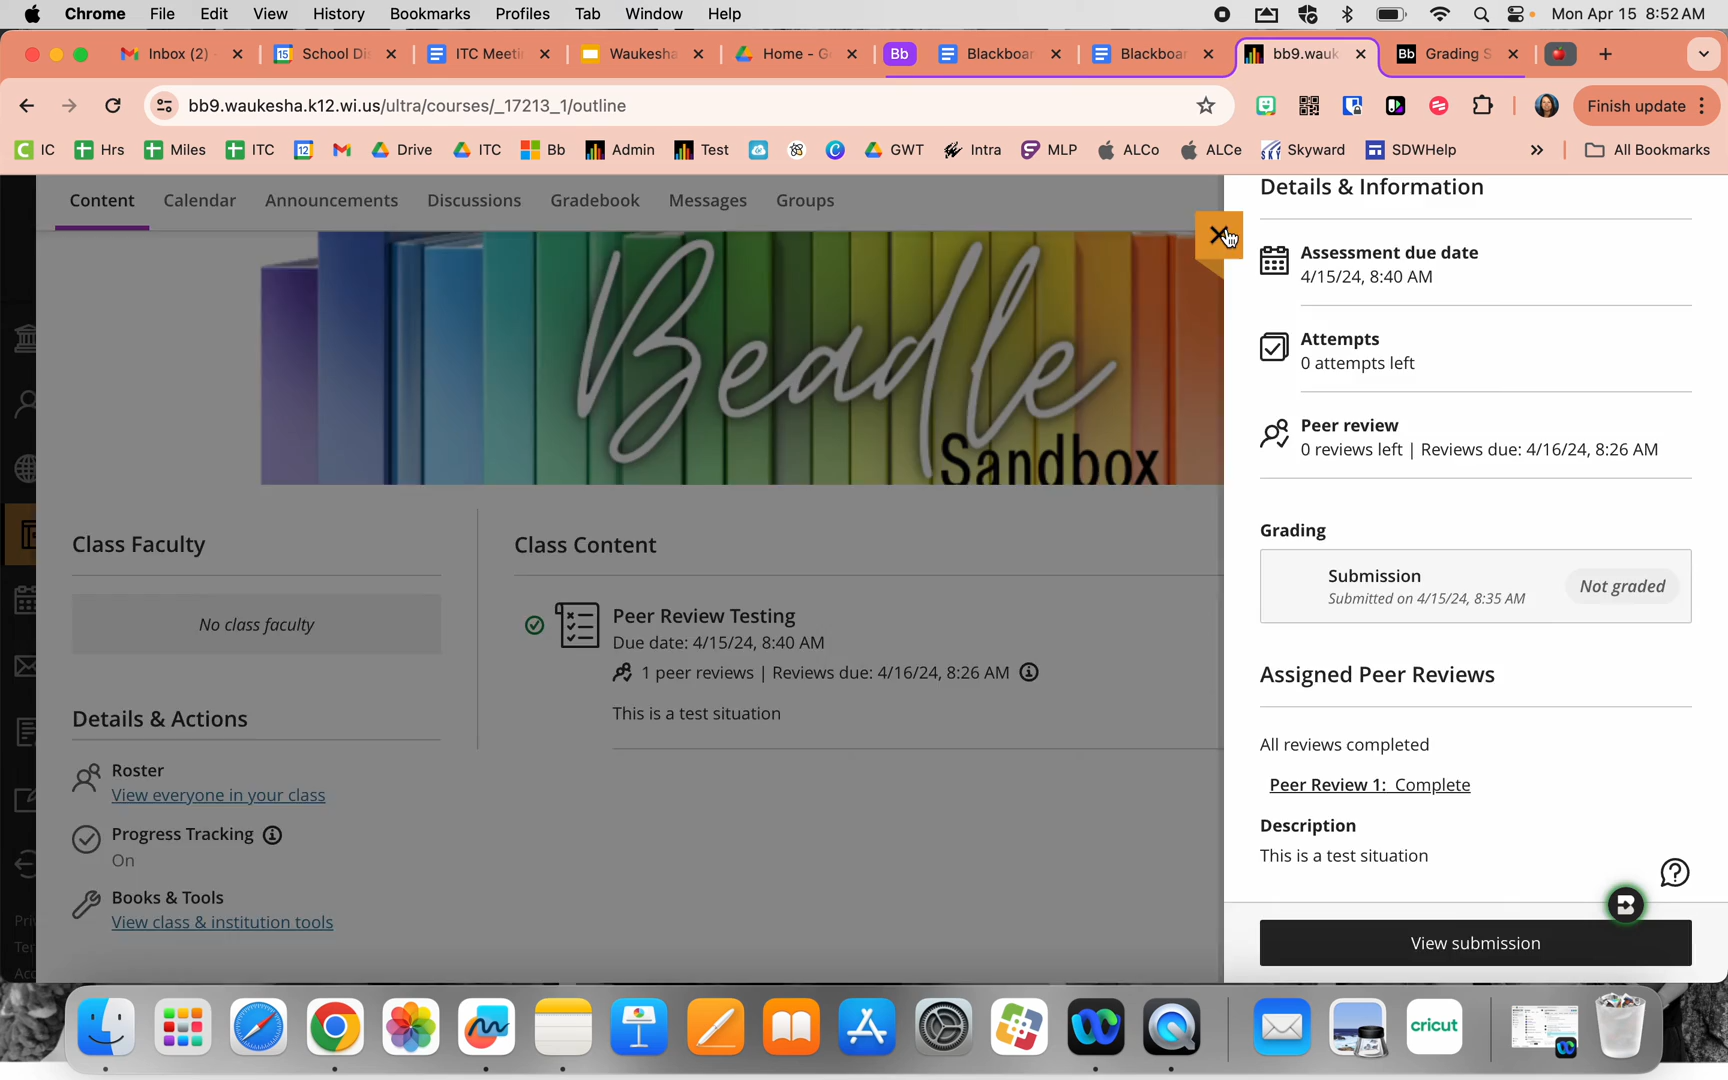 Chrome File Edit View History Bookmarks Profiles Tab Window Help Mon Apr 15 8:52 AM
Inbox (2) School Di ITC Meeti Waukesha Home - G Bb Blackboar Blackboar bb9.wauk Bb Grading S
bb9.waukesha.k12.wi.us/ultra/courses/_17213_1/outline Finish update
IC Hrs Miles ITC 12 Drive ITC Bb Admin Test GWT Intra MLP ALCo ALCe Skyward SDWHelp » All Bookmarks
Content Calendar Announcements Discussions Gradebook Messages Groups
Beadle
Sandbox
Class Faculty
No class faculty
Details & Actions
Roster
View everyone in your class
Progress Tracking
On
Books & Tools
View class & institution tools
Class Content
Peer Review Testing
Due date: 4/15/24, 8:40 AM
1 peer reviews | Reviews due: 4/16/24, 8:26 AM
This is a test situation
Details & Information
Assessment due date
4/15/24, 8:40 AM
Attempts
0 attempts left
Peer review
0 reviews left | Reviews due: 4/16/24, 8:26 AM
Grading
Submission
Submitted on 4/15/24, 8:35 AM
Not graded
Assigned Peer Reviews
All reviews completed
Peer Review 1: Complete
Description
This is a test situation
View submission
cricut